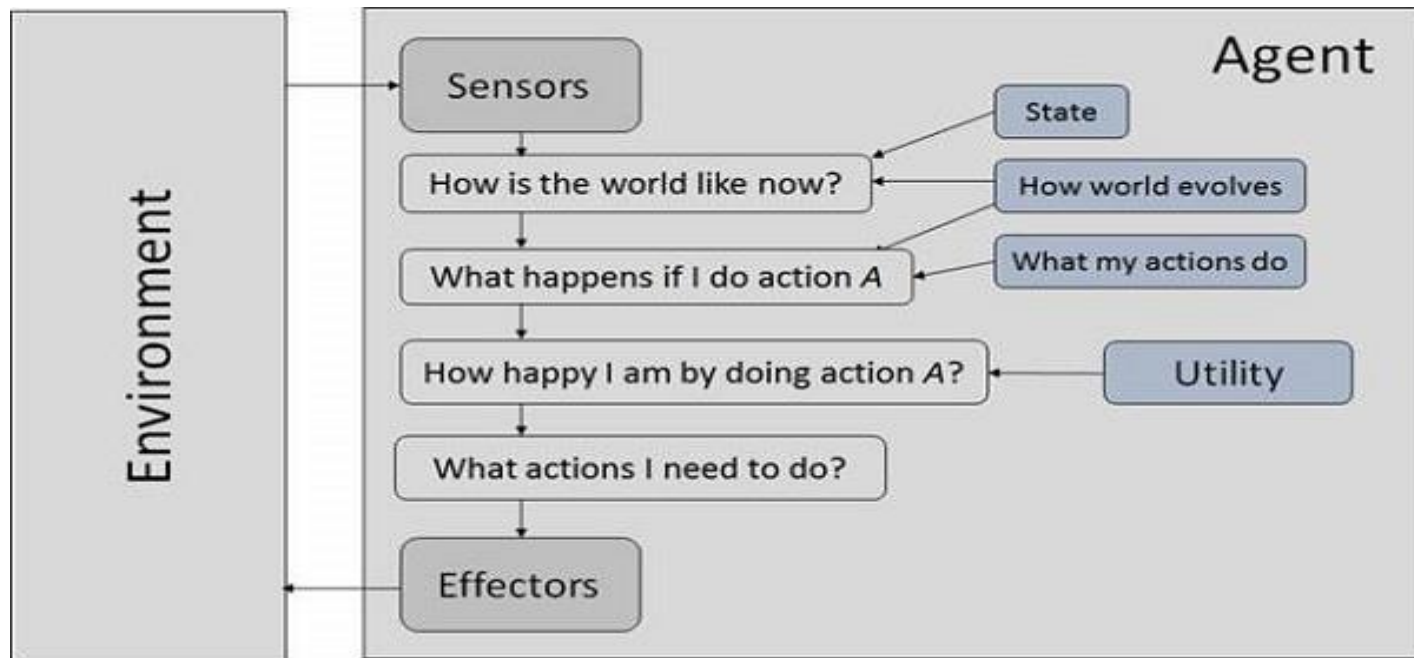 Agent
Sensors
State
How is the world like now?
How world evolves
What happens if I do action A
What my actions do
How happy I am by doing action A?
Utility
What actions I need to do?
Effectors
Environment